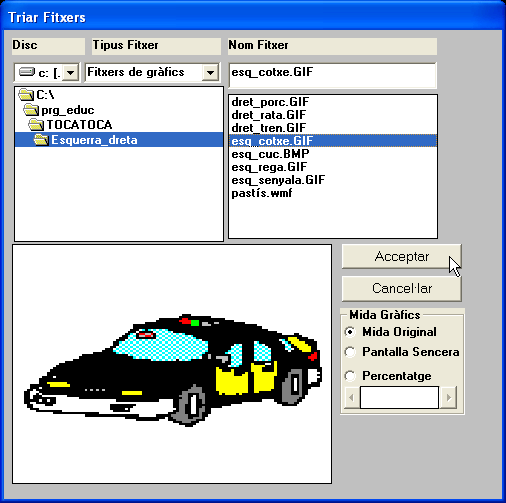 Triar Fitxers
Disc Tipus Fitxer Nom Fitxer
c: [. Fitxers de gràfics esq_cotxe.GIF
C:\
prg_educ
TOCATOCA
Esquerra_dreta
dret_porc.GIF
dret_rata.GIF
dret_tren.GIF
esq_cotxe.GIF
esq_cuc.BMP
esq_rega.GIF
esq_senyala.GIF
pastís.wmf
Acceptar
Cancel·lar
Mida Gràfics
Mida Original
Pantalla Sencera
Percentatge